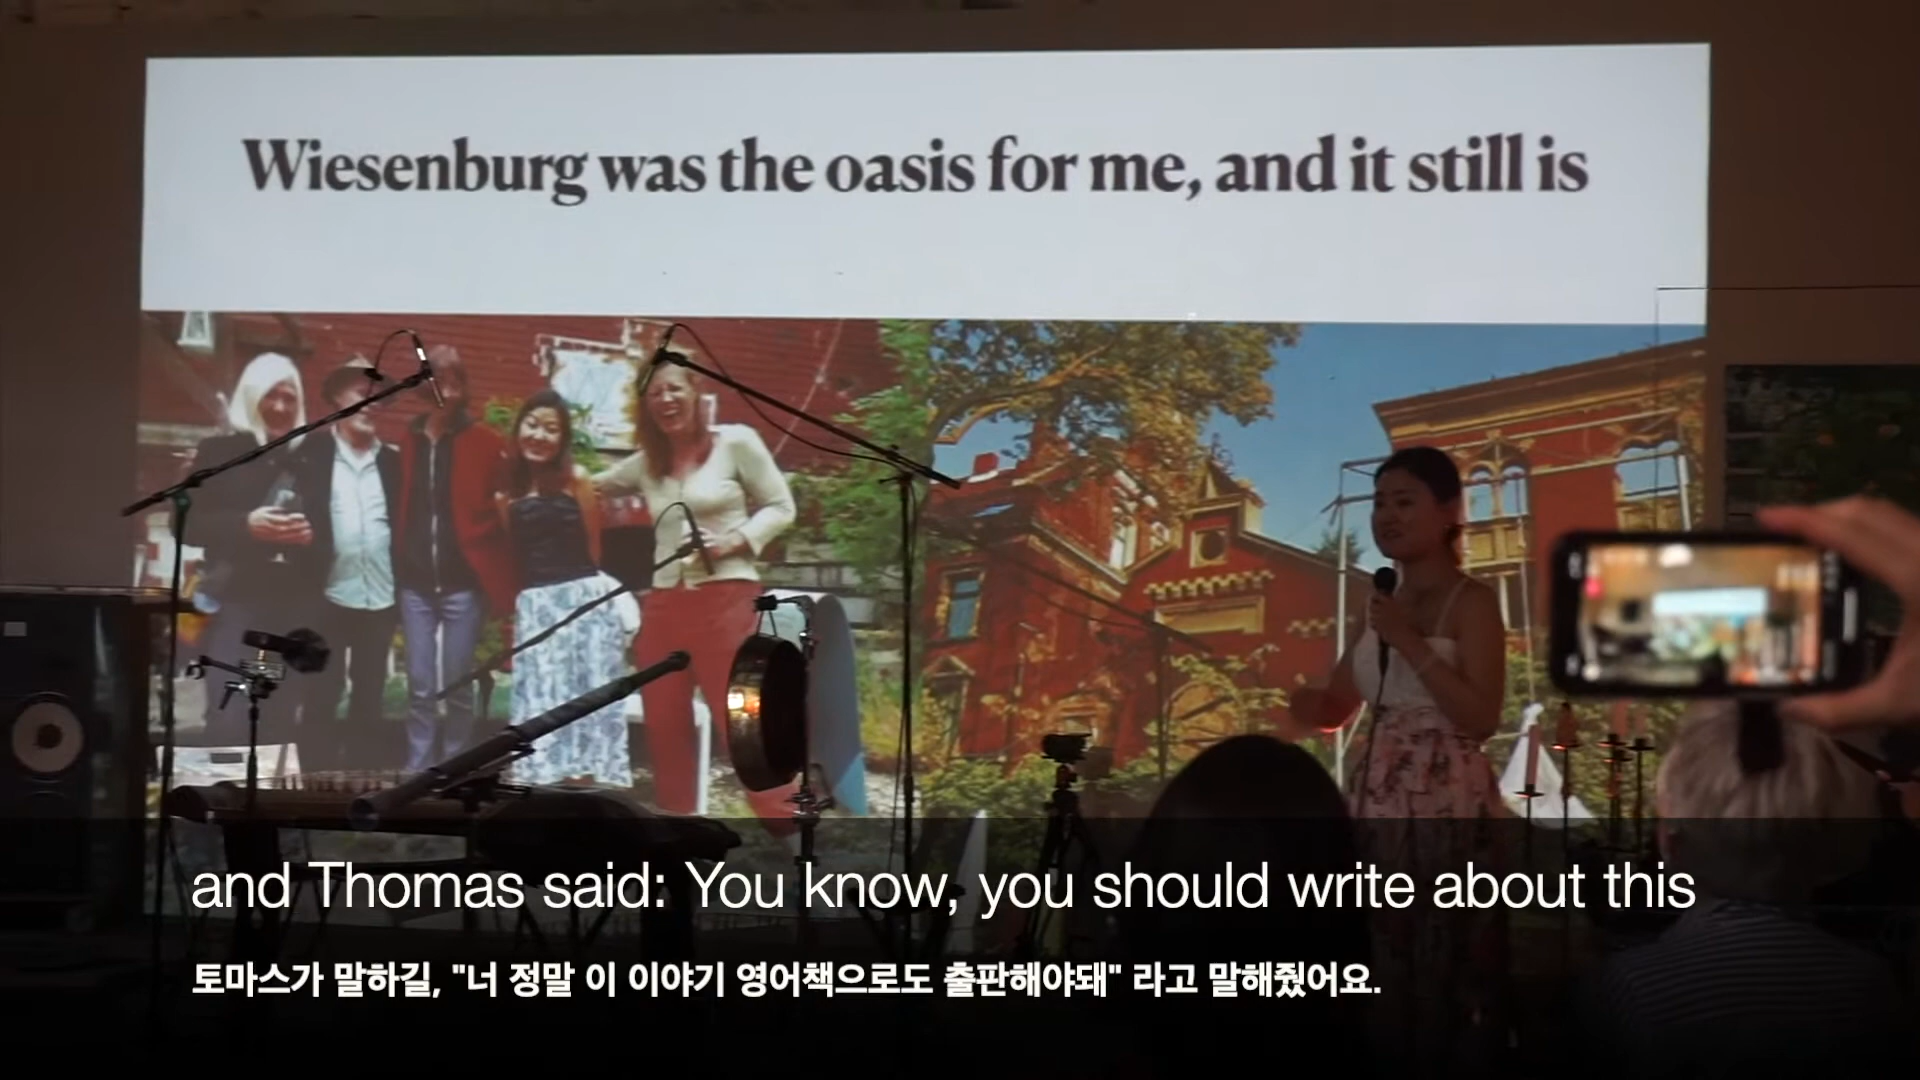 Wiesenburg was the oasis for me, and it still is
and Thomas said: You know, you should write about this
토마스가 말하길, "너 정말 이 이야기 영어책으로도 출판해야돼" 라고 말해줬어요.